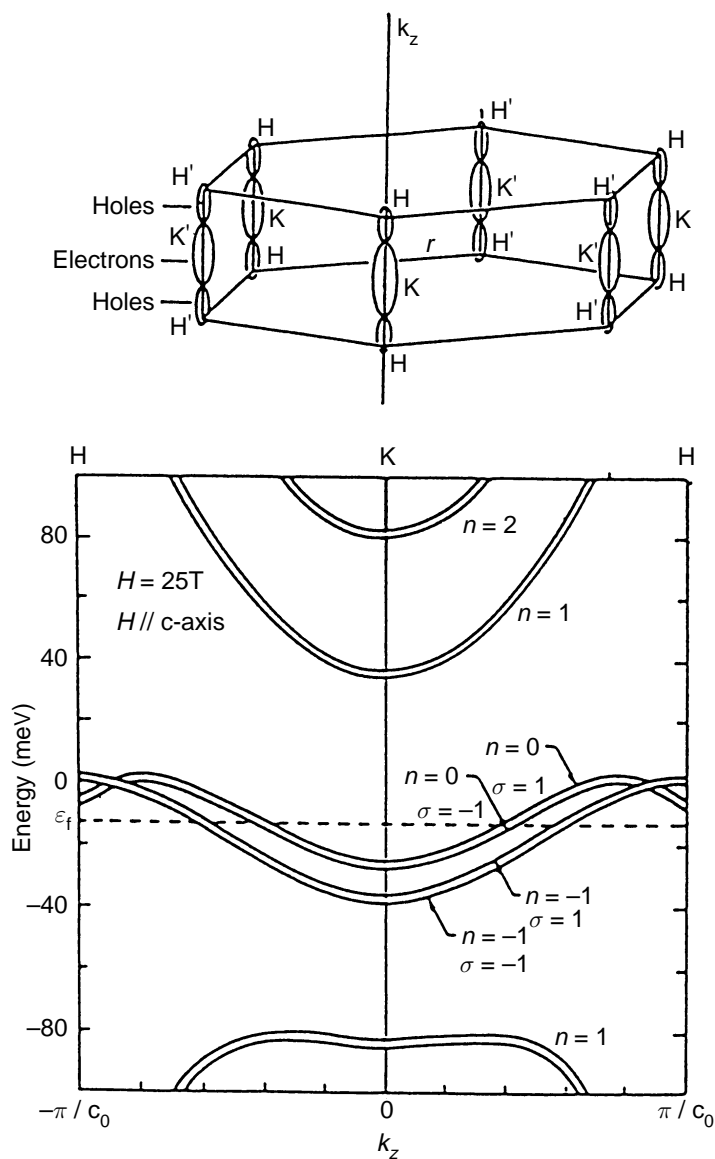 k_z
H'
H
H
H'
Holes
K'
H
H'
K'
K
K
Electrons
r
K'
H
H'
K
Holes
H
H'
H'
H
H
K
H
80
n = 2
H = 25T
H // c-axis
n = 1
40
Energy (meV)
n = 0
n = 0
σ = 1
0
σ = –1
ε_f
n = –1
σ = 1
–40
n = –1
σ = –1
–80
n = 1
–π / c_0
0
π / c_0
k_z